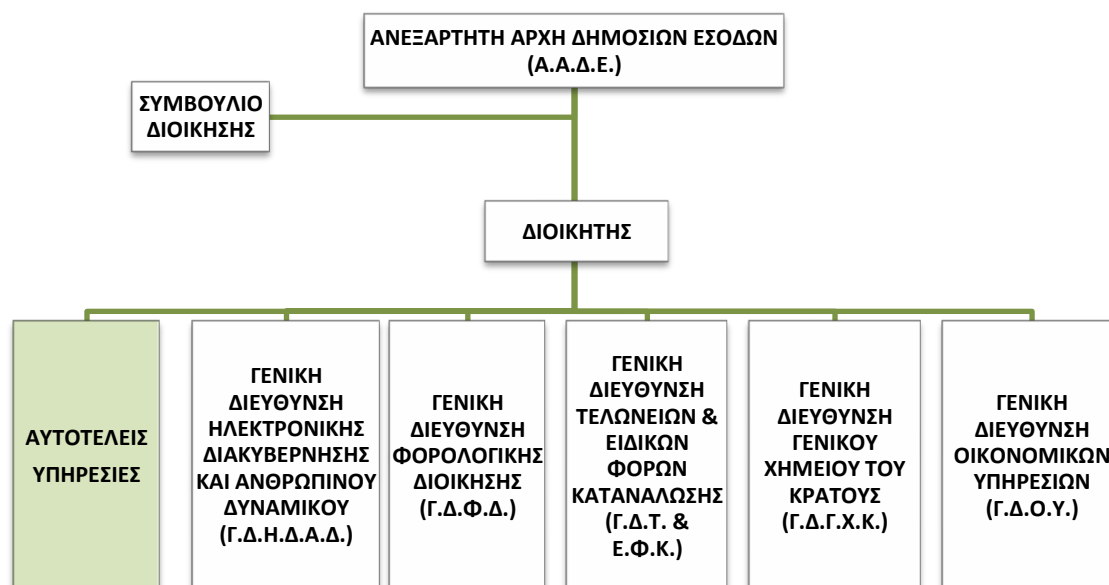 ΑΝΕΞΑΡΤΗΤΗ ΑΡΧΗ ΔΗΜΟΣΙΩΝ ΕΣΟΔΩΝ
(Α.Α.Δ.Ε.)
ΣΥΜΒΟΥΛΙΟ
ΔΙΟΙΚΗΣΗΣ
ΔΙΟΙΚΗΤΗΣ
ΑΥΤΟΤΕΛΕΙΣ
ΥΠΗΡΕΣΙΕΣ
ΓΕΝΙΚΗ
ΔΙΕΥΘΥΝΣΗ
ΗΛΕΚΤΡΟΝΙΚΗΣ
ΔΙΑΚΥΒΕΡΝΗΣΗΣ
ΚΑΙ ΑΝΘΡΩΠΙΝΟΥ
ΔΥΝΑΜΙΚΟΥ
(Γ.Δ.Η.Δ.Α.Δ.)
ΓΕΝΙΚΗ
ΔΙΕΥΘΥΝΣΗ
ΦΟΡΟΛΟΓΙΚΗΣ
ΔΙΟΙΚΗΣΗΣ
(Γ.Δ.Φ.Δ.)
ΓΕΝΙΚΗ
ΔΙΕΥΘΥΝΣΗ
ΤΕΛΩΝΕΙΩΝ &
ΕΙΔΙΚΩΝ
ΦΟΡΩΝ
ΚΑΤΑΝΑΛΩΣΗΣ
(Γ.Δ.Τ. &
Ε.Φ.Κ.)
ΓΕΝΙΚΗ
ΔΙΕΥΘΥΝΣΗ
ΓΕΝΙΚΟΥ
ΧΗΜΕΙΟΥ ΤΟΥ
ΚΡΑΤΟΥΣ
(Γ.Δ.Γ.Χ.Κ.)
ΓΕΝΙΚΗ
ΔΙΕΥΘΥΝΣΗ
ΟΙΚΟΝΟΜΙΚΩΝ
ΥΠΗΡΕΣΙΩΝ
(Γ.Δ.Ο.Υ.)